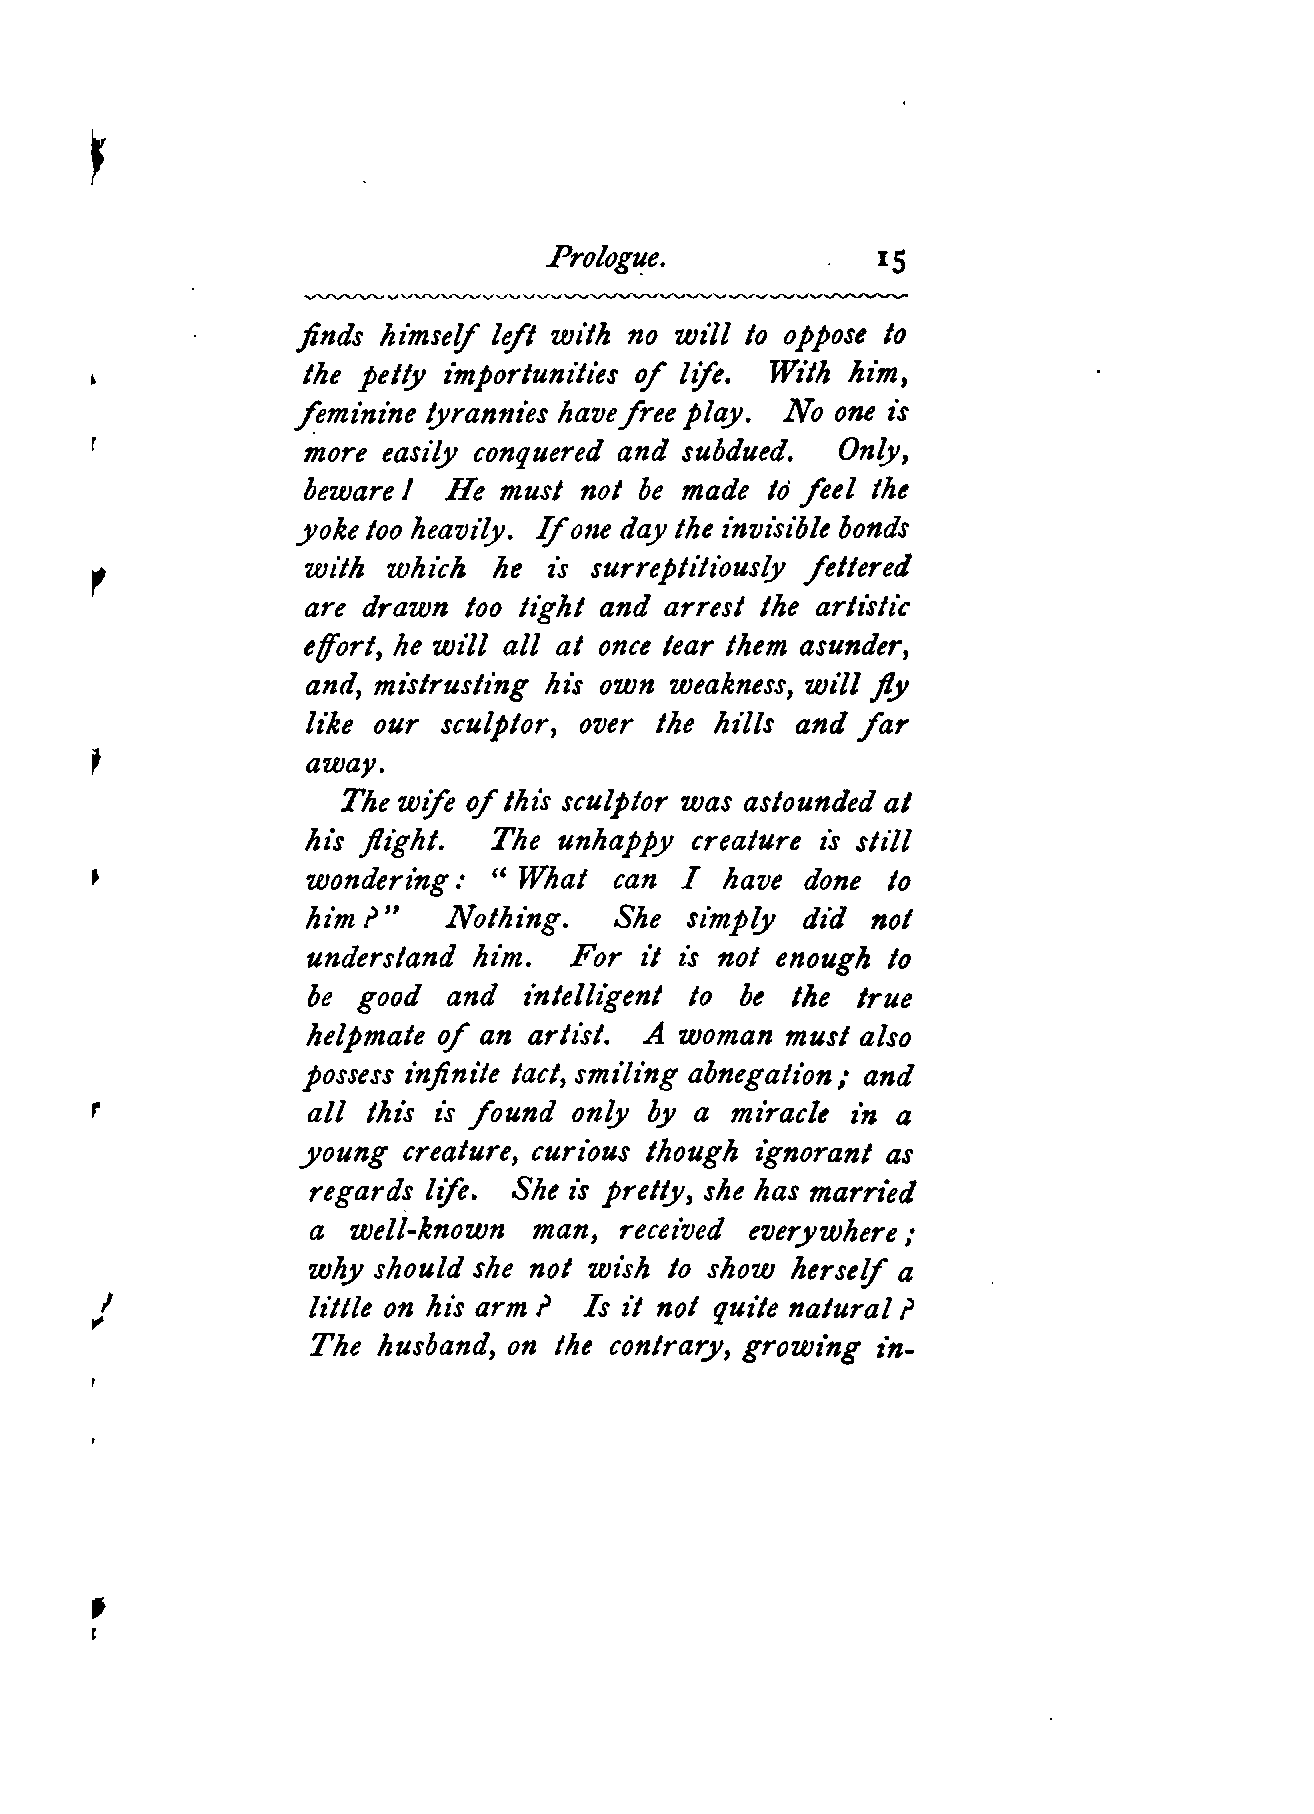 Prologue. 15
finds himself left with no will to oppose to
the petty importunities of life. With him,
feminine tyrannies have free play. No one is
more easily conquered and subdued. Only,
beware! He must not be made to feel the
yoke too heavily. If one day the invisible bonds
with which he is surreptitiously fettered
are drawn too tight and arrest the artistic
effort, he will all at once tear them asunder,
and, mistrusting his own weakness, will fly
like our sculptor, over the hills and far
away.
The wife of this sculptor was astounded at
his flight. The unhappy creature is still
wondering: "What can I have done to
him?" Nothing. She simply did not
understand him. For it is not enough to
be good and intelligent to be the true
helpmate of an artist. A woman must also
possess infinite tact, smiling abnegation; and
all this is found only by a miracle in a
young creature, curious though ignorant as
regards life. She is pretty, she has married
a well-known man, received everywhere;
why should she not wish to show herself a
little on his arm? Is it not quite natural?
The husband, on the contrary, growing in-